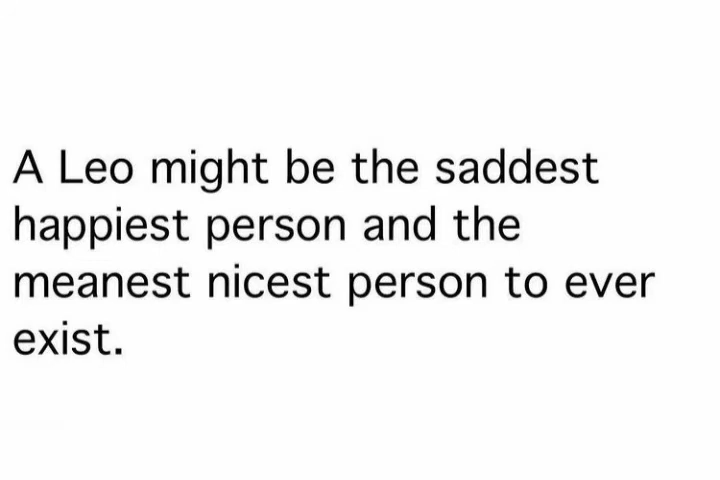 A Leo might be the saddest
happiest person and the
meanest nicest person to ever
exist.